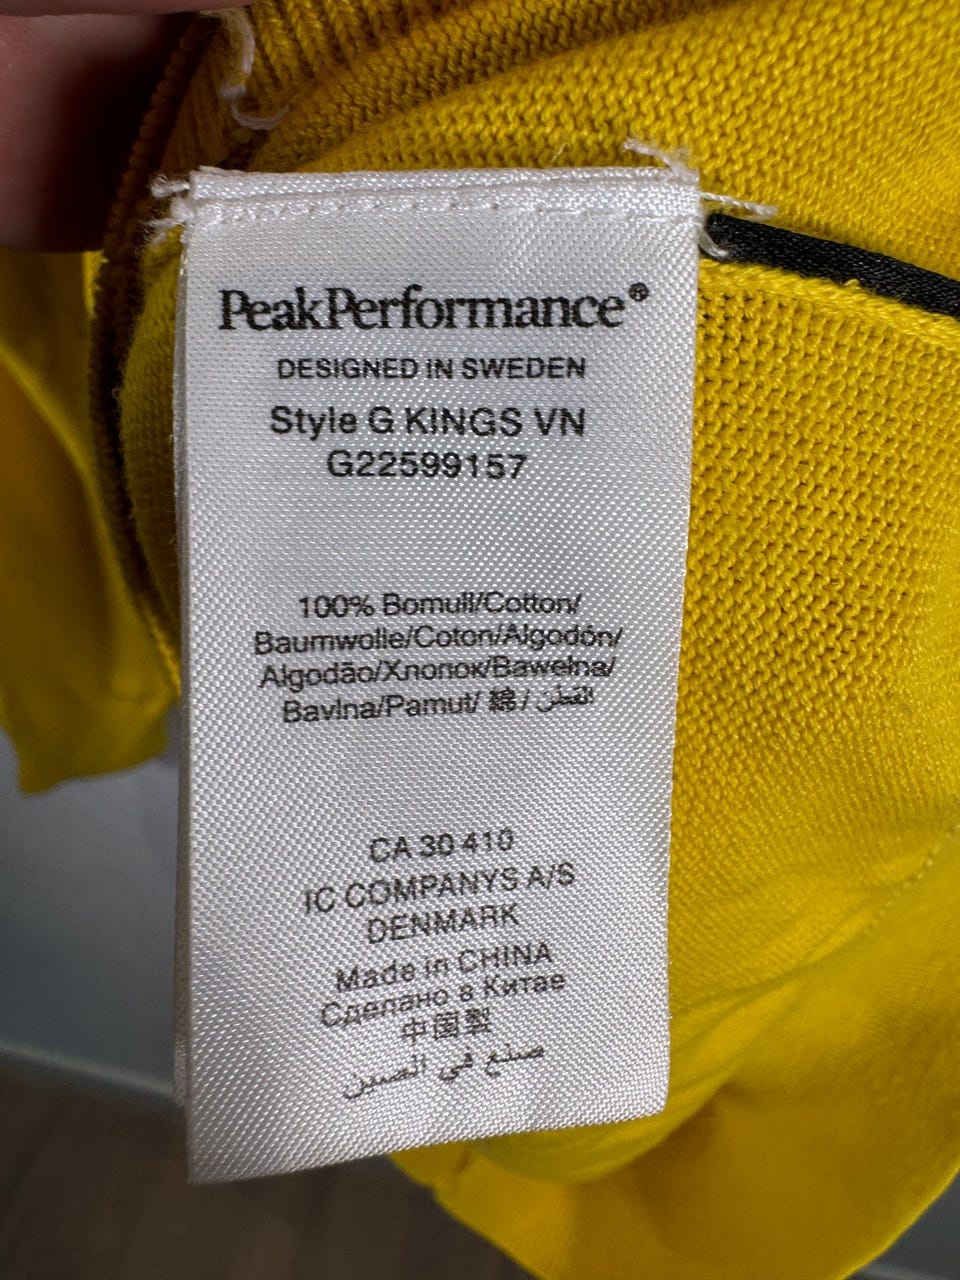 PeakPerformance®
DESIGNED IN SWEDEN
Style G KINGS VN
G22599157
100% Bomull/Cotton/
Baumwolle/Coton/Algodón/
Algodão/Хлопок/Bawełna/
Bavlna/Pamut/ 綿 / القطن
CA 30 410
IC COMPANYS A/S
DENMARK
Made in CHINA
Сделано в Китае
中国製
صنع في الصين